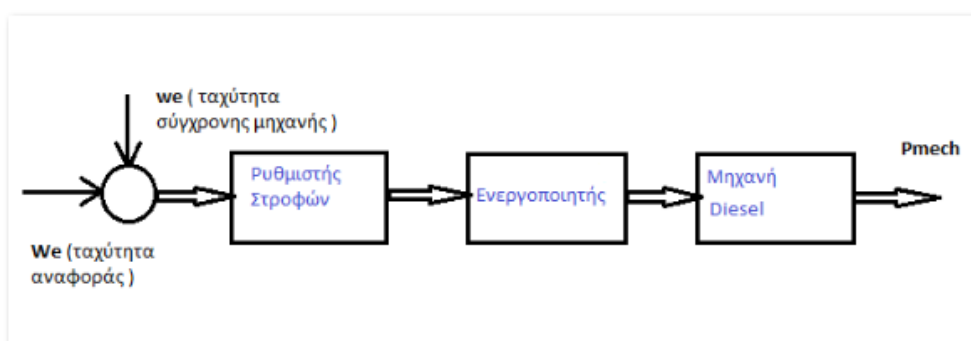 we ( ταχύτητα
σύγχρονης μηχανής )
Pmech
Ρυθμιστής
Στροφών
Ενεργοποιητής
Μηχανή
Diesel
We (ταχύτητα
αναφοράς )